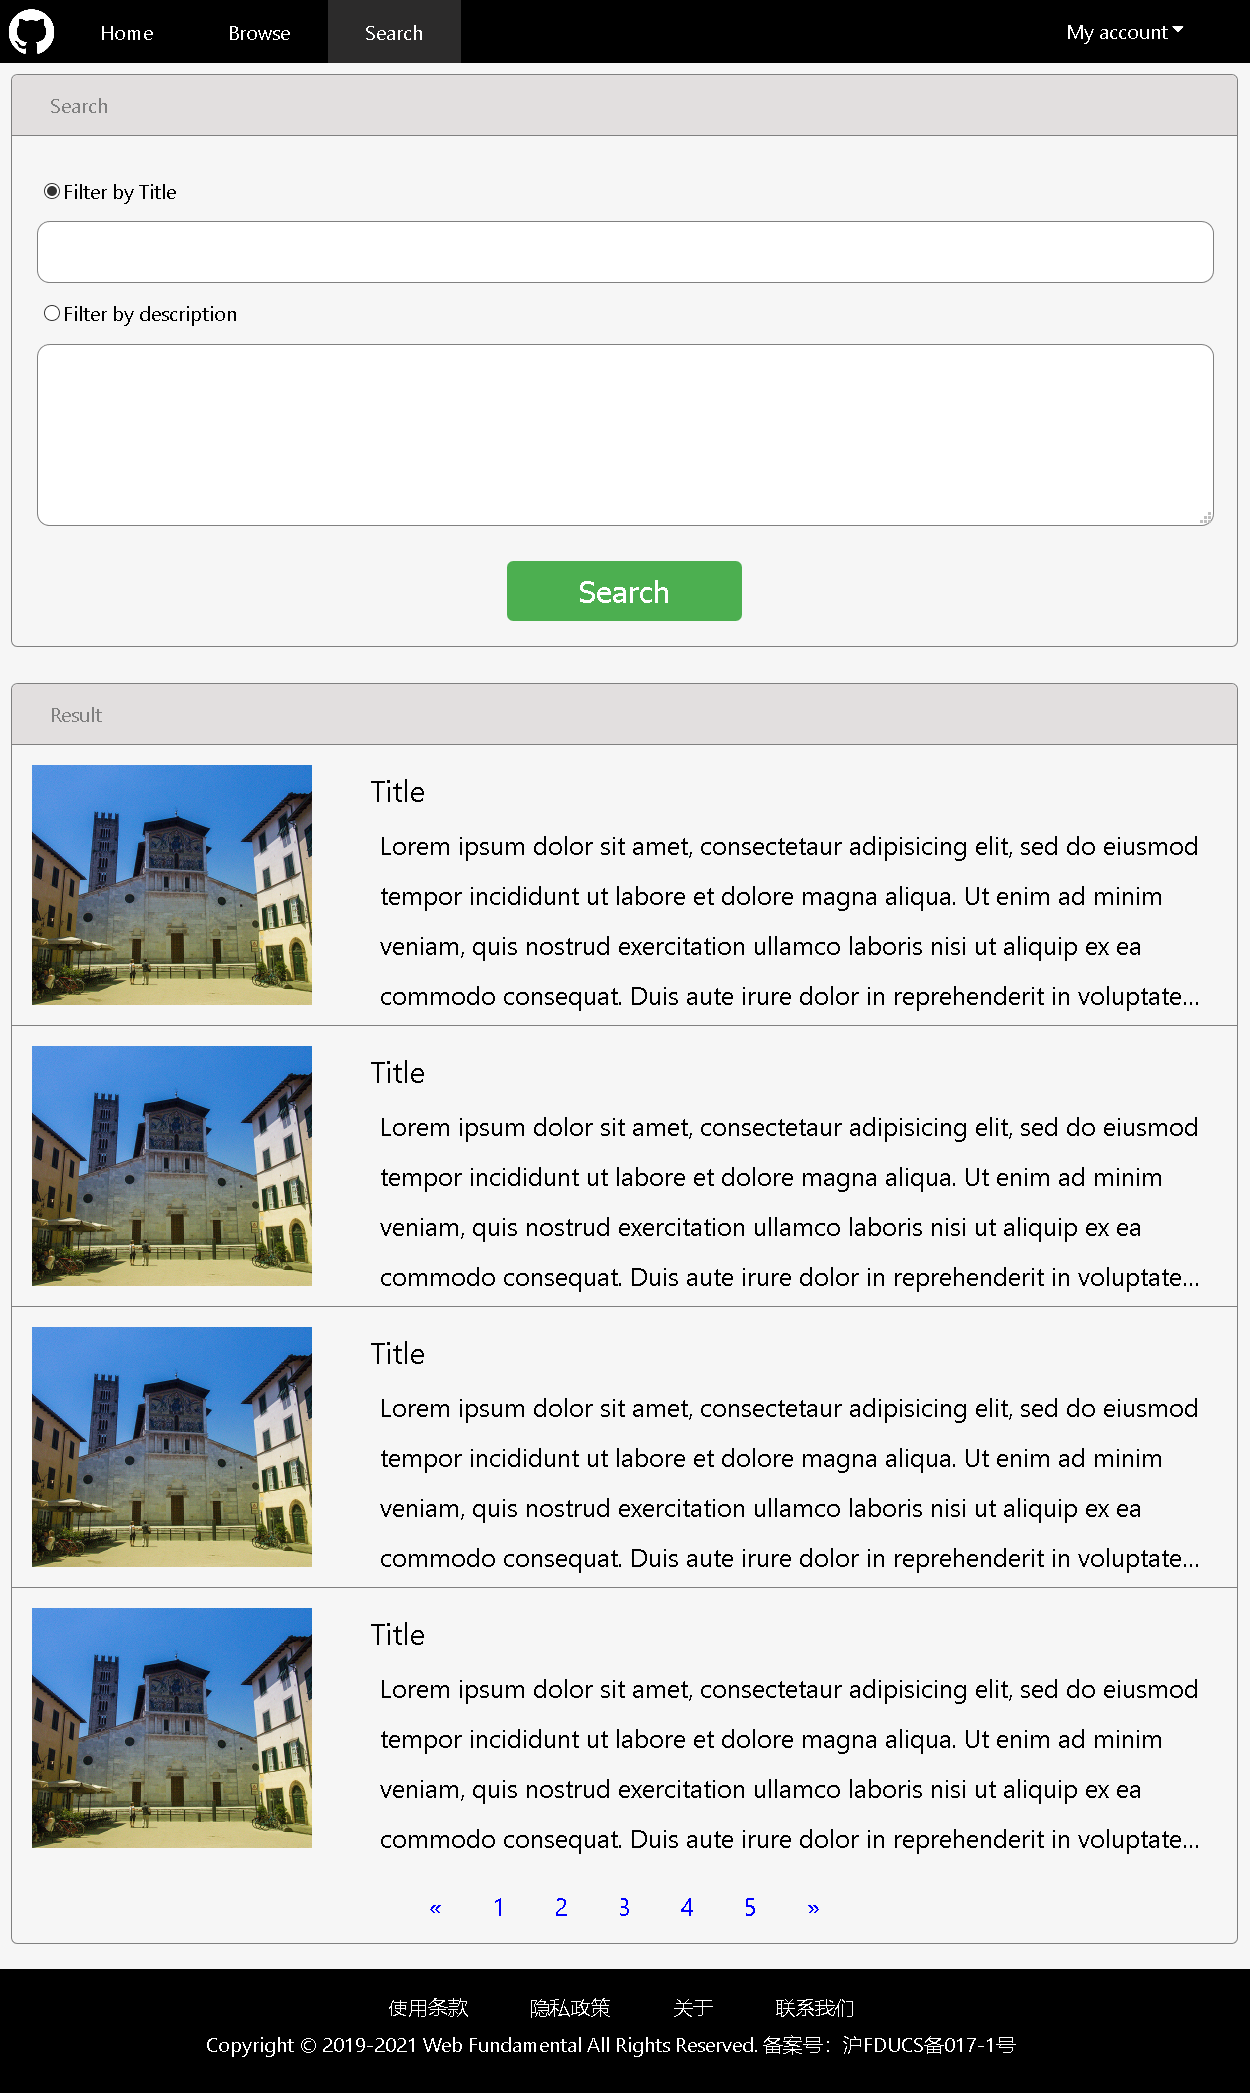 Home Browse Search My account
Search
Filter by Title
Filter by description
Search
Result
Title
Lorem ipsum dolor sit amet, consectetaur adipisicing elit, sed do eiusmod
tempor incididunt ut labore et dolore magna aliqua. Ut enim ad minim
veniam, quis nostrud exercitation ullamco laboris nisi ut aliquip ex ea
commodo consequat. Duis aute irure dolor in reprehenderit in voluptate...
Title
Lorem ipsum dolor sit amet, consectetaur adipisicing elit, sed do eiusmod
tempor incididunt ut labore et dolore magna aliqua. Ut enim ad minim
veniam, quis nostrud exercitation ullamco laboris nisi ut aliquip ex ea
commodo consequat. Duis aute irure dolor in reprehenderit in voluptate...
Title
Lorem ipsum dolor sit amet, consectetaur adipisicing elit, sed do eiusmod
tempor incididunt ut labore et dolore magna aliqua. Ut enim ad minim
veniam, quis nostrud exercitation ullamco laboris nisi ut aliquip ex ea
commodo consequat. Duis aute irure dolor in reprehenderit in voluptate...
Title
Lorem ipsum dolor sit amet, consectetaur adipisicing elit, sed do eiusmod
tempor incididunt ut labore et dolore magna aliqua. Ut enim ad minim
veniam, quis nostrud exercitation ullamco laboris nisi ut aliquip ex ea
commodo consequat. Duis aute irure dolor in reprehenderit in voluptate...
« 1 2 3 4 5 »
使用条款 隐私政策 关于 联系我们
Copyright © 2019-2021 Web Fundamental All Rights Reserved. 备案号：沪FDUCS备017-1号